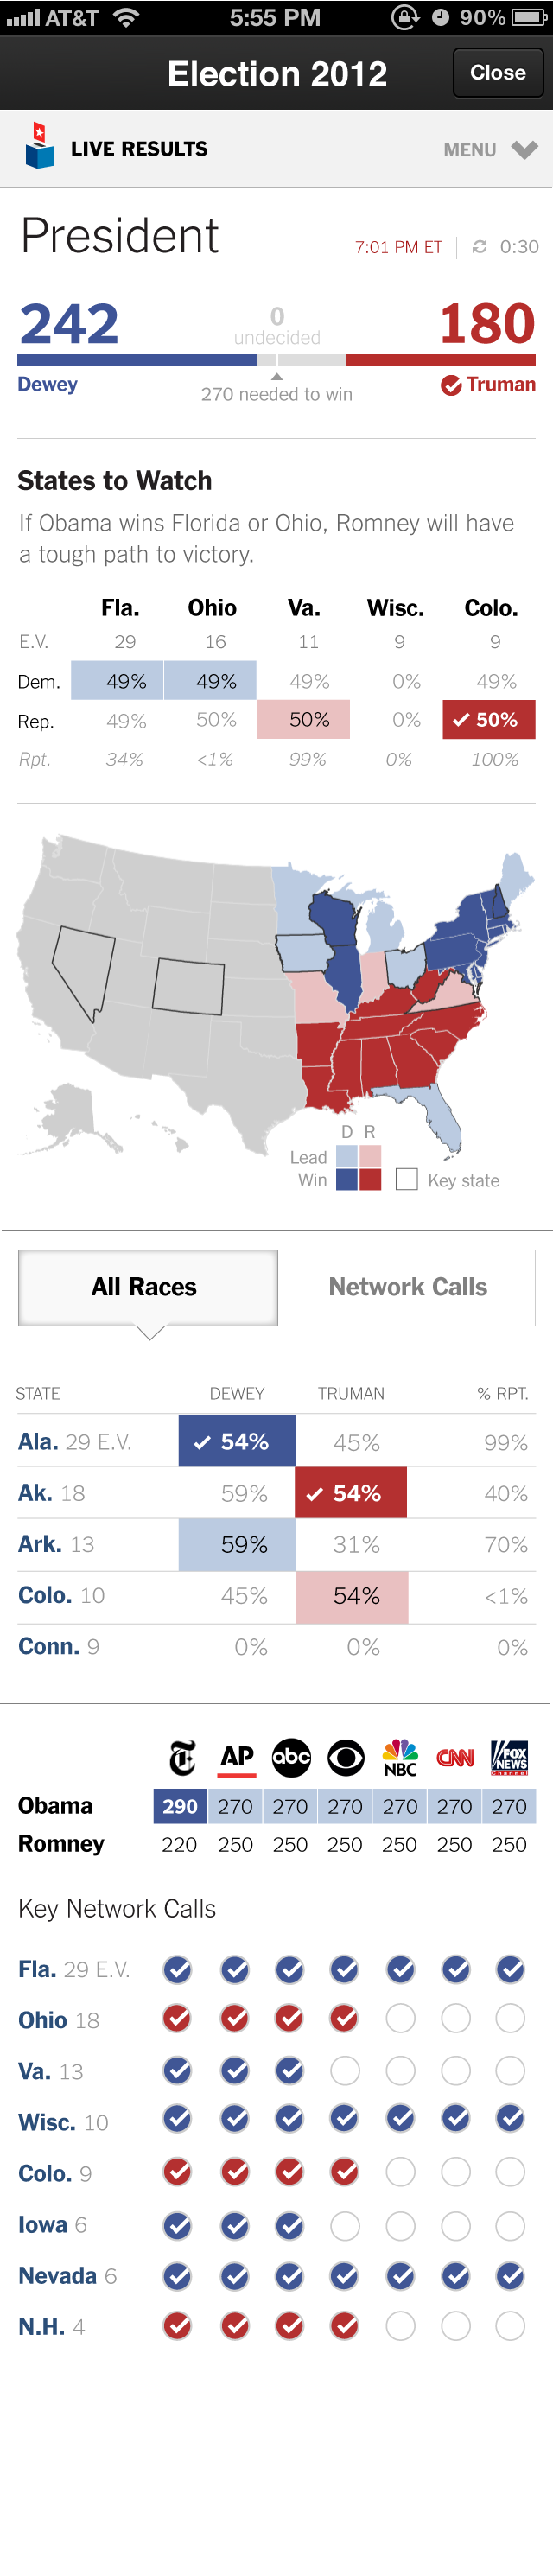 AT&T 5:55 PM 90%
Election 2012 Close
LIVE RESULTS MENU
President 7:01 PM ET 0:30
242 0 180
undecided
Dewey 270 needed to win Truman
States to Watch
If Obama wins Florida or Ohio, Romney will have
a tough path to victory.
Fla. Ohio Va. Wisc. Colo.
E.V. 29 16 11 9 9
Dem. 49% 49% 49% 0% 49%
Rep. 49% 50% 50% 0% 50%
Rpt. 34% <1% 99% 0% 100%
D R
Lead
Win Key state
All Races Network Calls
STATE DEWEY TRUMAN % RPT.
Ala. 29 E.V. 54% 45% 99%
Ak. 18 59% 54% 40%
Ark. 13 59% 31% 70%
Colo. 10 45% 54% <1%
Conn. 9 0% 0% 0%
T AP abc NBC CNN FOX NEWS channel
Obama 290 270 270 270 270 270 270
Romney 220 250 250 250 250 250 250
Key Network Calls
Fla. 29 E.V.
Ohio 18
Va. 13
Wisc. 10
Colo. 9
Iowa 6
Nevada 6
N.H. 4